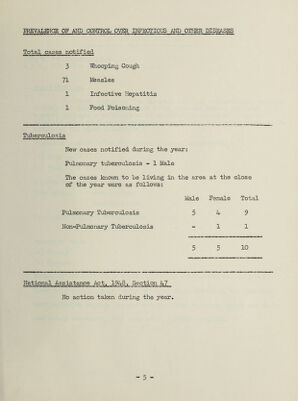 PREVALENCE OF AND CONTROL OVER INFECTIOUS AND OTHER DISEASES
Total cases notified
3 Whooping Cough
71 Measles
1 Infective Hepatitis
1 Food Poisoning
Tuberculosis
New cases notified during the year:
Pulmonary tuberculosis - 1 Male
The cases known to be living in the area at the close
of the year were as follows:
Male Female Total
Pulmonary Tuberculosis 5 4 9
Non-Pulmonary Tuberculosis - 1 1
5 5 10
National Assistance Act, 1948, Section 47
No action taken during the year.
- 5 -